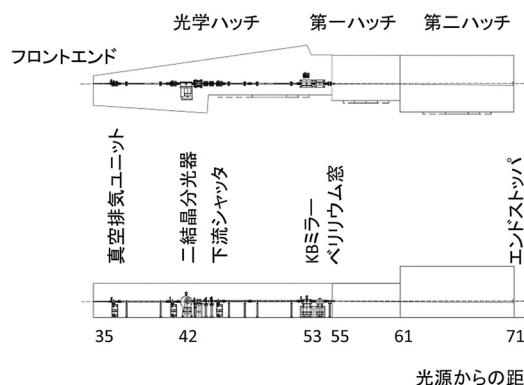 光学ハッチ 第一ハッチ 第二ハッチ
フロントエンド
真空排気ユニット
二結晶分光器
下流シャッタ
KBミラー
ベリリウム窓
エンドストッパ
35 42 53 55 61 71
光源からの距